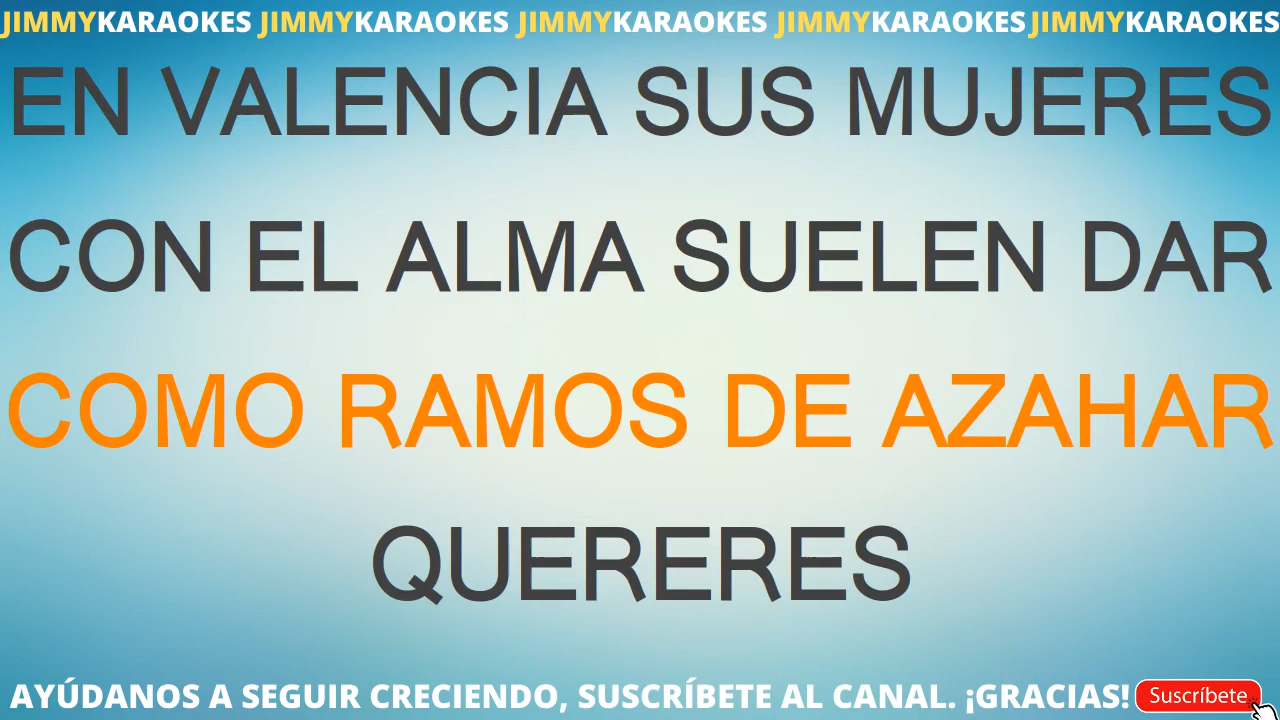 JIMMYKARAOKES JIMMYKARAOKES JIMMYKARAOKES JIMMYKARAOKES JIMMYKARAOKES
EN VALENCIA SUS MUJERES
CON EL ALMA SUELEN DAR
COMO RAMOS DE AZAHAR
QUERERES
AYÚDANOS A SEGUIR CRECIENDO, SUSCRÍBETE AL CANAL. ¡GRACIAS! Suscríbete